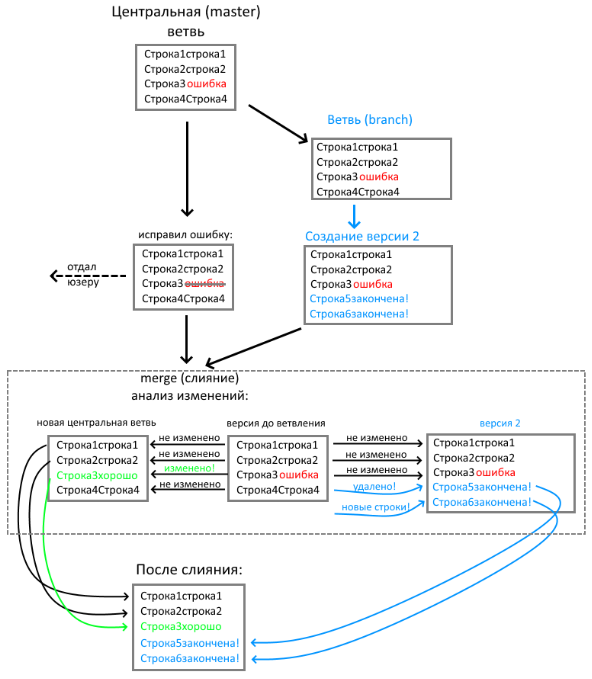 Центральная (master)
ветвь
Строка1строка1
Строка2строка2
Строка3 ошибка
Строка4Строка4
Ветвь (branch)
Строка1строка1
Строка2строка2
Строка3 ошибка
Строка4Строка4
исправил ошибку:
Строка1строка1
Строка2строка2
Строка3 ошибка
Строка4Строка4
отдал
юзеру
Создание версии 2
Строка1строка1
Строка2строка2
Строка3 ошибка
Строка5закончена!
Строка6закончена!
merge (слияние)
анализ изменений:
новая центральная ветвь
Строка1строка1
Строка2строка2
Строка3хорошо
Строка4Строка4
не изменено
не изменено
изменено!
не изменено
версия до ветвления
Строка1строка1
Строка2строка2
Строка3 ошибка
Строка4Строка4
не изменено
не изменено
не изменено
удалено!
новые строки!
версия 2
Строка1строка1
Строка2строка2
Строка3 ошибка
Строка5закончена!
Строка6закончена!
После слияния:
Строка1строка1
Строка2строка2
Строка3хорошо
Строка5закончена!
Строка6закончена!